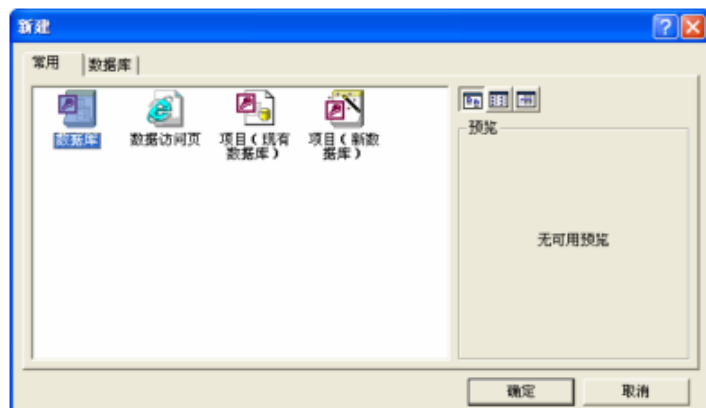 新建
常用
数据库
数据库
数据访问页
项目(现有
数据库)
项目(新数
据库)
预览
无可用预览
确定
取消